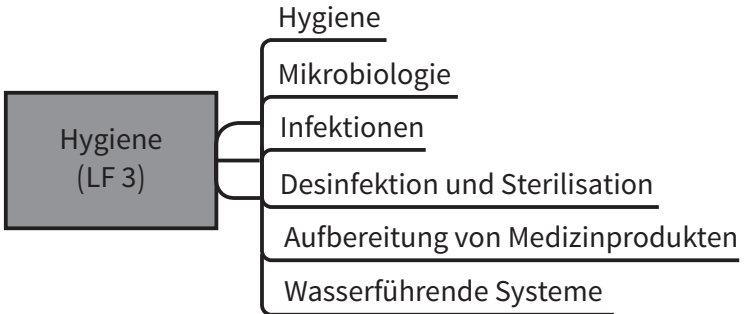 Hygiene
(LF 3)
Hygiene
Mikrobiologie
Infektionen
Desinfektion und Sterilisation
Aufbereitung von Medizinprodukten
Wasserführende Systeme